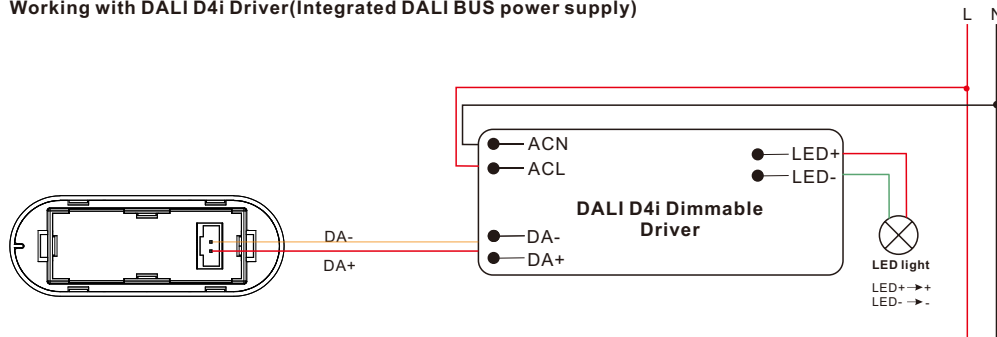 Working with DALI D4i Driver(Integrated DALI BUS power supply)
L N
ACN
ACL
LED+
LED-
DALI D4i Dimmable
Driver
DA-
DA+
DA-
DA+
LED light
LED+→+
LED-→-